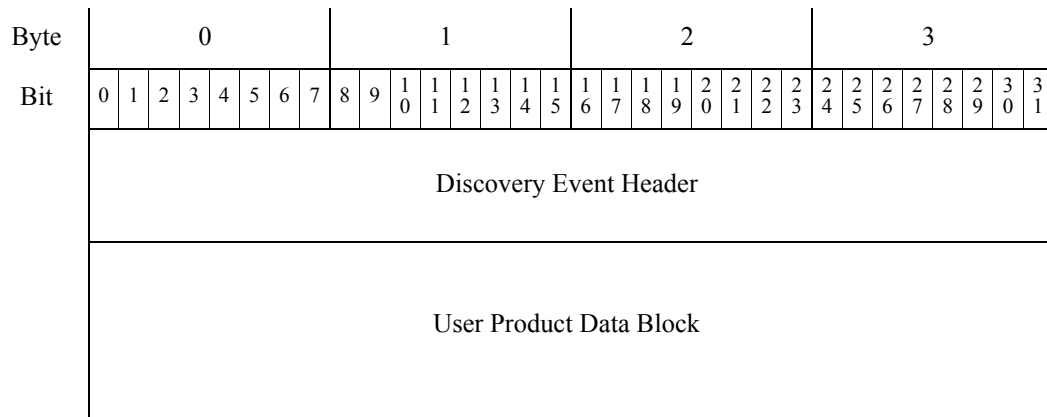 Byte 0 1 2 3
Bit 0 1 2 3 4 5 6 7 8 9 10 11 12 13 14 15 16 17 18 19 20 21 22 23 24 25 26 27 28 29 30 31
Discovery Event Header
User Product Data Block